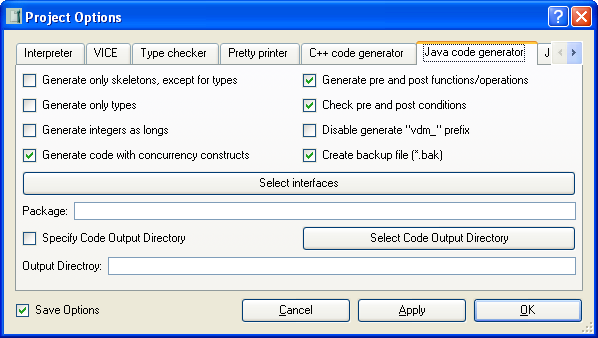 Project Options
Interpreter VICE Type checker Pretty printer C++ code generator Java code generator J
Generate only skeletons, except for types Generate pre and post functions/operations
Generate only types Check pre and post conditions
Generate integers as longs Disable generate "vdm_" prefix
Generate code with concurrency constructs Create backup file (*.bak)
Select interfaces
Package:
Specify Code Output Directory Select Code Output Directory
Output Directroy:
Save Options Cancel Apply OK